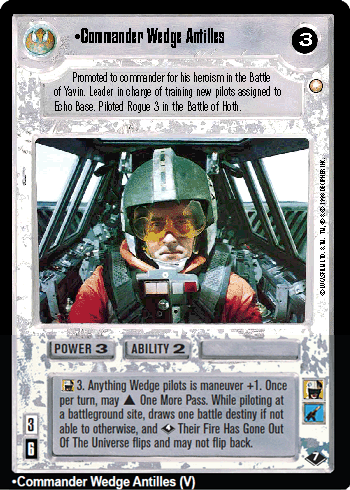 •Commander Wedge Antilles
3
Promoted to commander for his heroism in the Battle
of Yavin. Leader in charge of training new pilots assigned to
Echo Base. Piloted Rogue 3 in the Battle of Hoth.
POWER 3 ABILITY 2
3. Anything Wedge pilots is maneuver +1. Once
per turn, may ▲ One More Pass. While piloting at
a battleground site, draws one battle destiny if not
able to otherwise, and Their Fire Has Gone Out
Of The Universe flips and may not flip back.
3
6
7
•Commander Wedge Antilles (V)